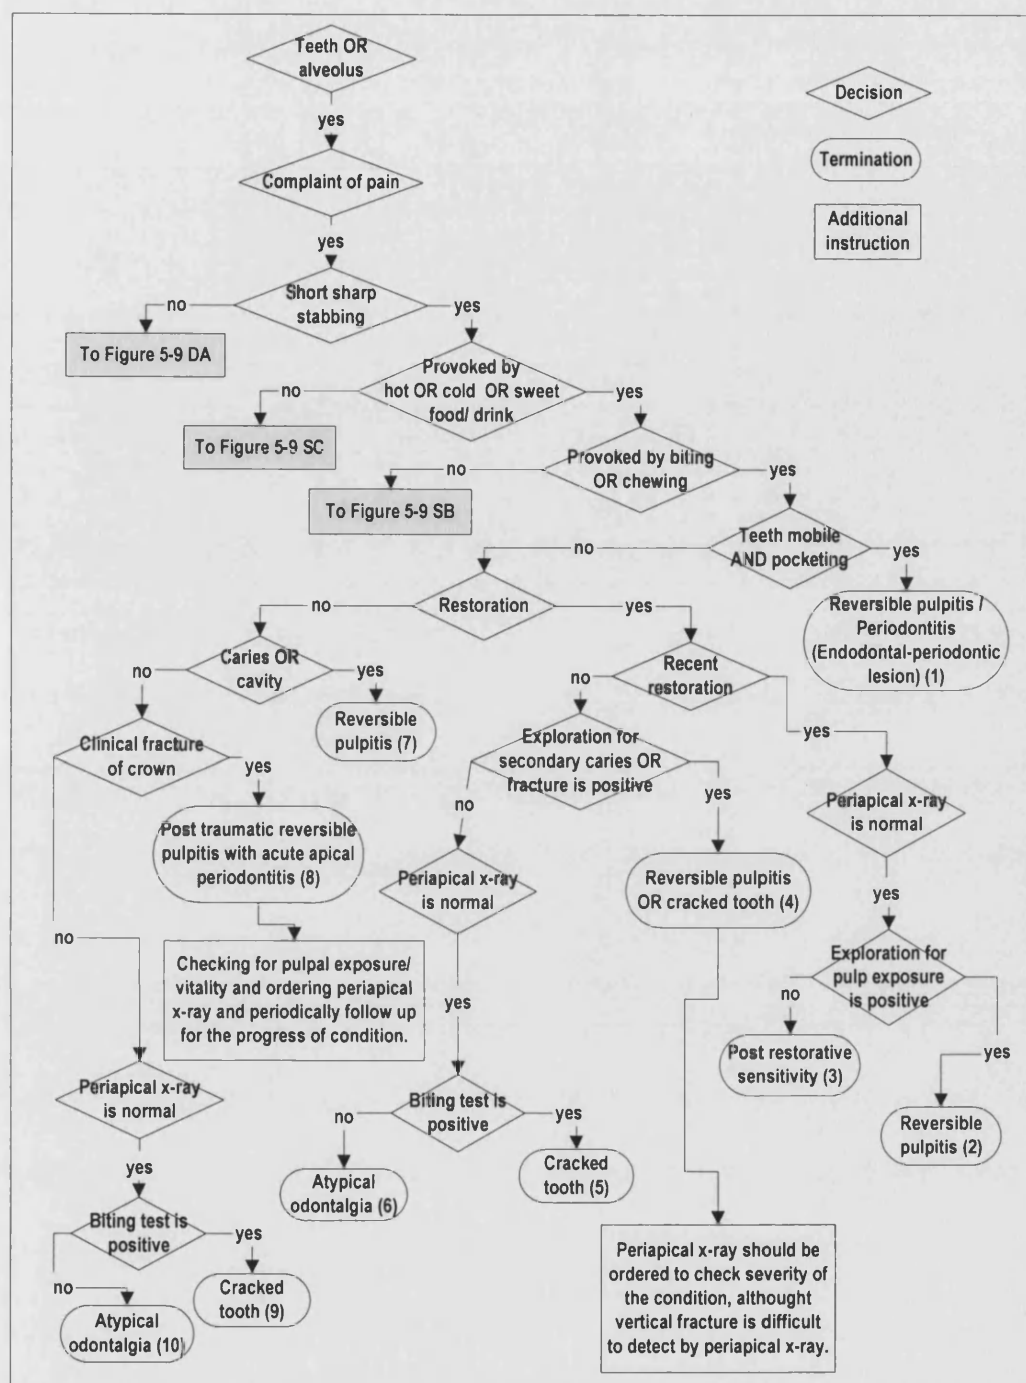 Teeth OR
alveolus
Decision
yes
Termination
Complaint of pain
yes
Additional
instruction
Short sharp
stabbing
no
yes
To Figure 5-9 DA
Provoked by
hot OR cold OR sweet
food/ drink
no
yes
To Figure 5-9 SC
Provoked by biting
OR chewing
no
yes
To Figure 5-9 SB
Teeth mobile
AND pocketing
no
yes
Reversible pulpitis /
Periodontitis
(Endodontal-periodontic
lesion) (1)
Restoration
no
yes
Caries OR
cavity
no
yes
Reversible
pulpitis (7)
Recent
restoration
no
yes
Clinical fracture
of crown
yes
no
Post traumatic reversible
pulpitis with acute apical
periodontitis (8)
Checking for pulpal exposure/
vitality and ordering periapical
x-ray and periodically follow up
for the progress of condition.
Exploration for
secondary caries OR
fracture is positive
no
yes
Periapical x-ray
is normal
Reversible pulpitis
OR cracked tooth (4)
Periapical x-ray
is normal
yes
Exploration for
pulp exposure
is positive
no
yes
Post restorative
sensitivity (3)
Reversible
pulpitis (2)
yes
Biting test is
positive
no
yes
Atypical
odontalgia (6)
Cracked
tooth (5)
Periapical x-ray
is normal
yes
Biting test is
positive
yes
no
Cracked
tooth (9)
Atypical
odontalgia (10)
Periapical x-ray should be
ordered to check severity of
the condition, althought
vertical fracture is difficult
to detect by periapical x-ray.